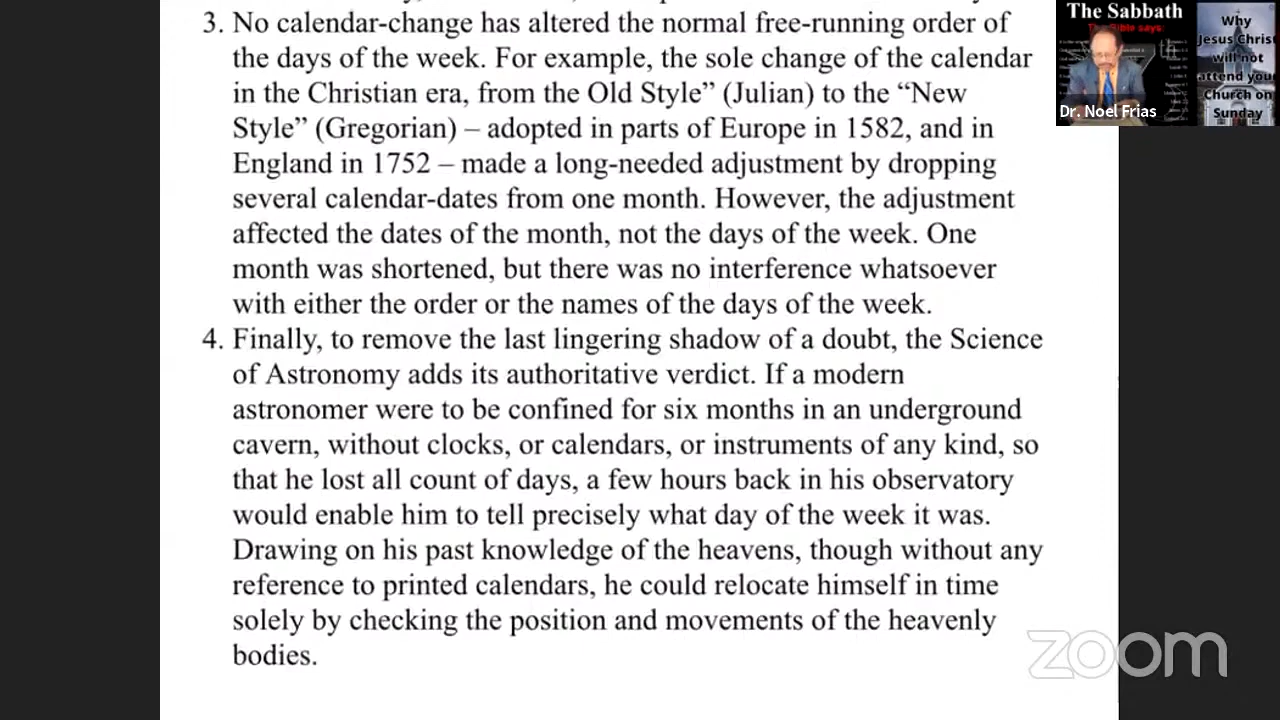 3. No calendar-change has altered the normal free-running order of
the days of the week. For example, the sole change of the calendar
in the Christian era, from the Old Style” (Julian) to the “New
Style” (Gregorian) – adopted in parts of Europe in 1582, and in
England in 1752 – made a long-needed adjustment by dropping
several calendar-dates from one month. However, the adjustment
affected the dates of the month, not the days of the week. One
month was shortened, but there was no interference whatsoever
with either the order or the names of the days of the week.
4. Finally, to remove the last lingering shadow of a doubt, the Science
of Astronomy adds its authoritative verdict. If a modern
astronomer were to be confined for six months in an underground
cavern, without clocks, or calendars, or instruments of any kind, so
that he lost all count of days, a few hours back in his observatory
would enable him to tell precisely what day of the week it was.
Drawing on his past knowledge of the heavens, though without any
reference to printed calendars, he could relocate himself in time
solely by checking the position and movements of the heavenly
bodies.
The Sabbath
Bible says:
Dr. Noel Frias
Why
Jesus Christ
will not
attend you
Church on
Sunday
zoom